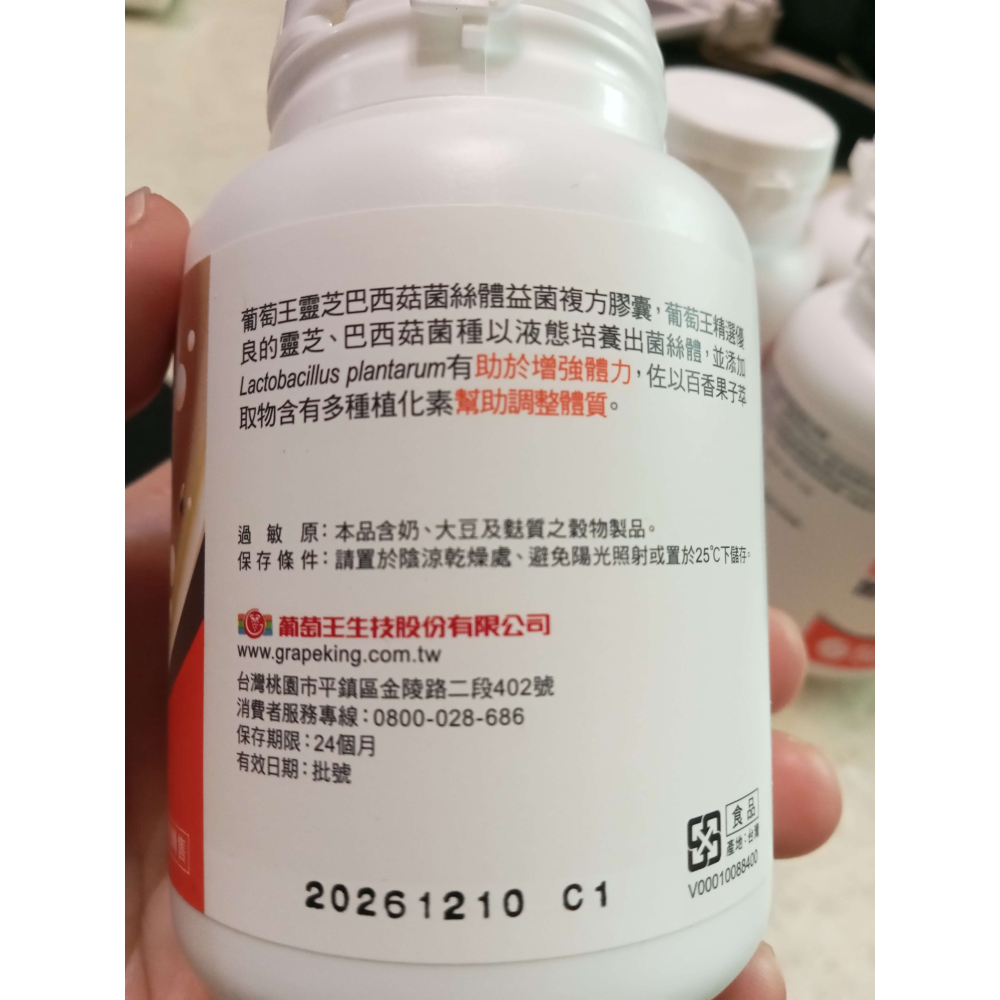 葡萄王靈芝巴西菇菌絲體益菌複方膠囊，葡萄王精選優
良的靈芝、巴西菇菌種以液態培養出菌絲體，並添加
Lactobacillus plantarum有助於增強體力，佐以百香果子萃
取物含有多種植化素幫助調整體質。
過敏原：本品含奶、大豆及麩質之穀物製品。
保存條件：請置於陰涼乾燥處、避免陽光照射或置於25℃下儲存。
葡萄王生技股份有限公司
www.grapeking.com.tw
台灣桃園市平鎮區金陵路二段402號
消費者服務專線：0800-028-686
保存期限：24個月
有效日期：批號
食品
產地：台灣
V00010088400
20261210 C1